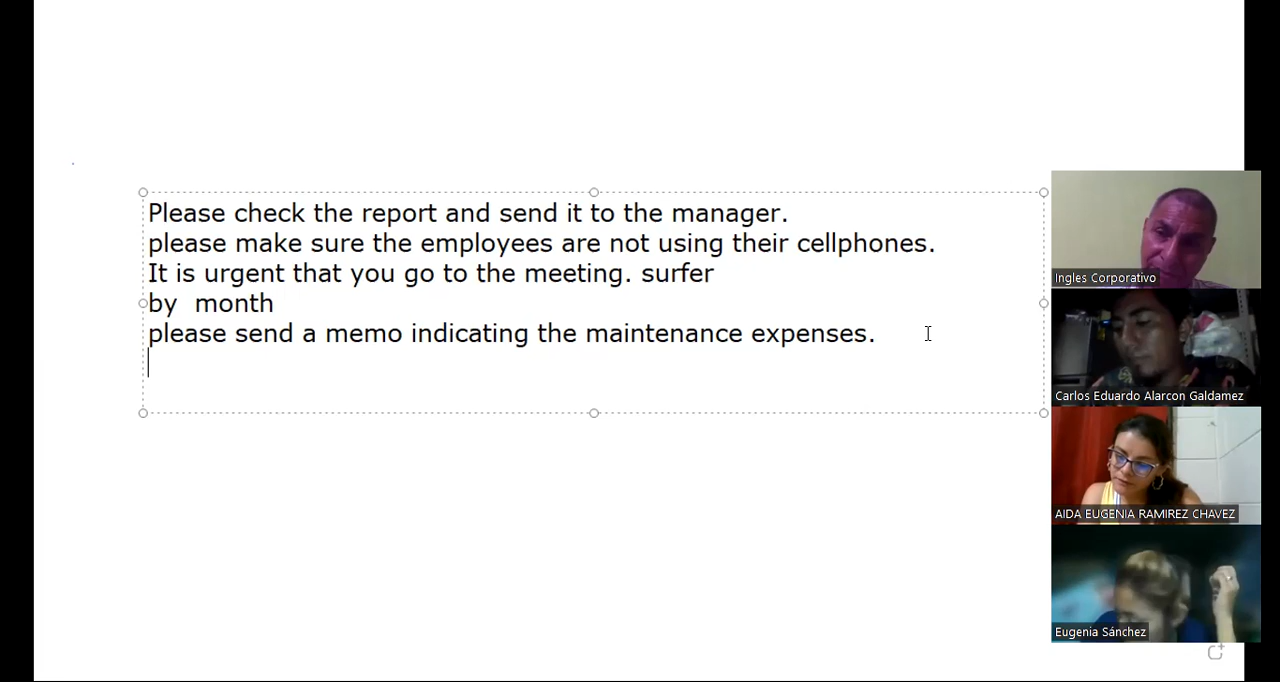 Please check the report and send it to the manager.
please make sure the employees are not using their cellphones.
It is urgent that you go to the meeting. surfer
by  month
please send a memo indicating the maintenance expenses.
Ingles Corporativo
Carlos Eduardo Alarcon Galdamez
AIDA EUGENIA RAMIREZ CHAVEZ
Eugenia Sánchez